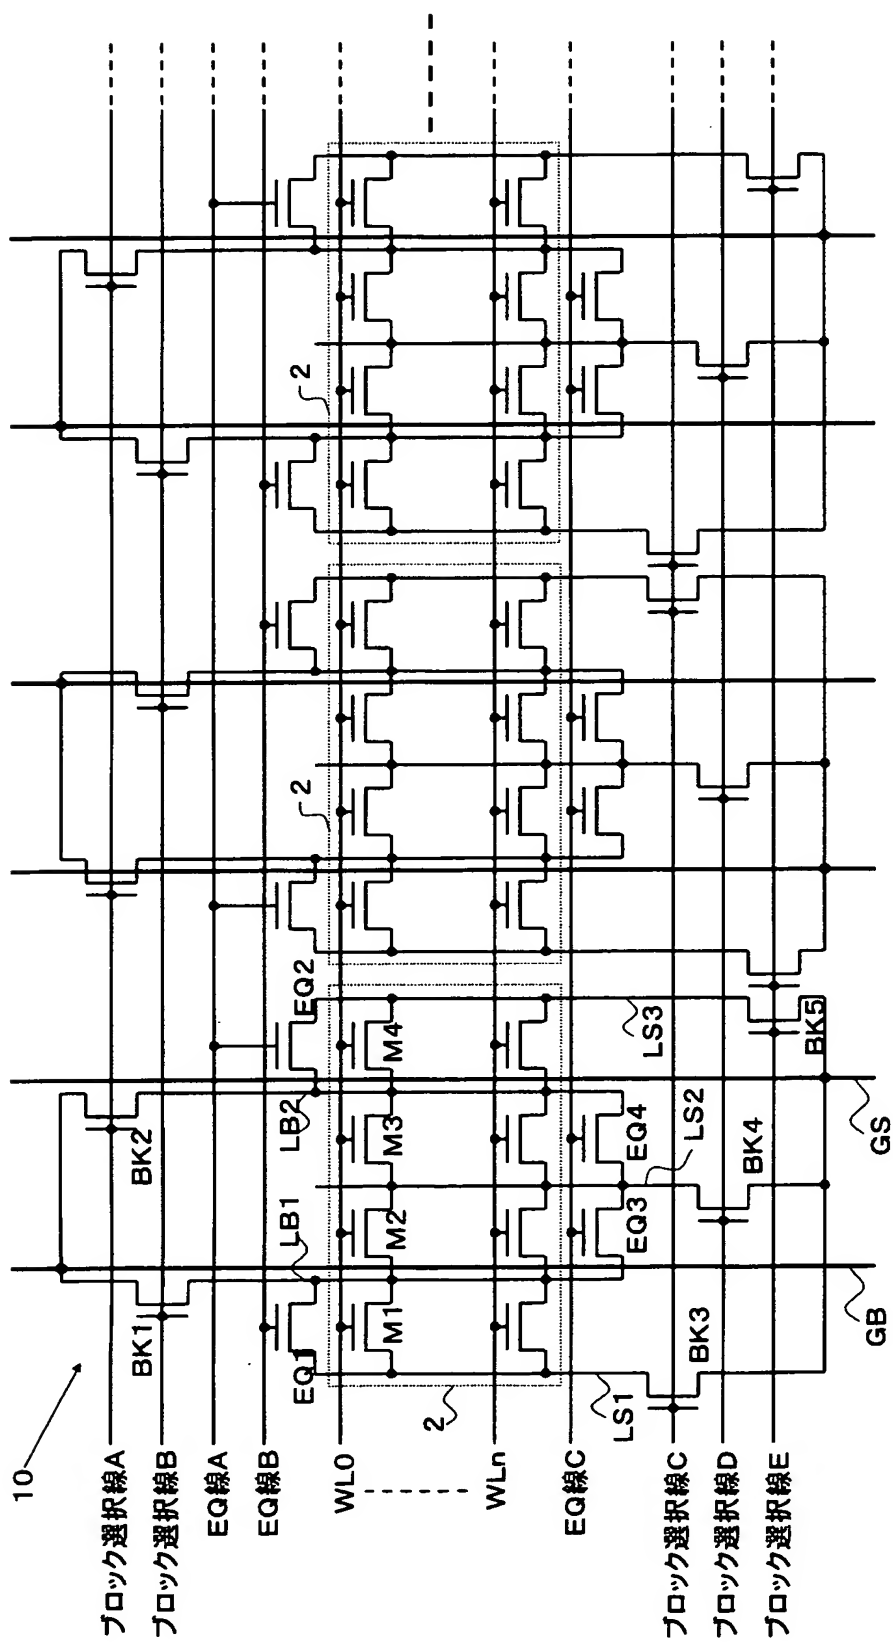 10
ブロック選択線A
ブロック選択線B
EQ線A
EQ線B
WL0
WLn
EQ線C
ブロック選択線C
ブロック選択線D
ブロック選択線E
BK1
BK2
EQ1
LB1
LB2
EQ2
M1
M2
M3
M4
2
2
2
EQ3
EQ4
LS1
LS2
LS3
BK3
BK4
BK5
GB
GS